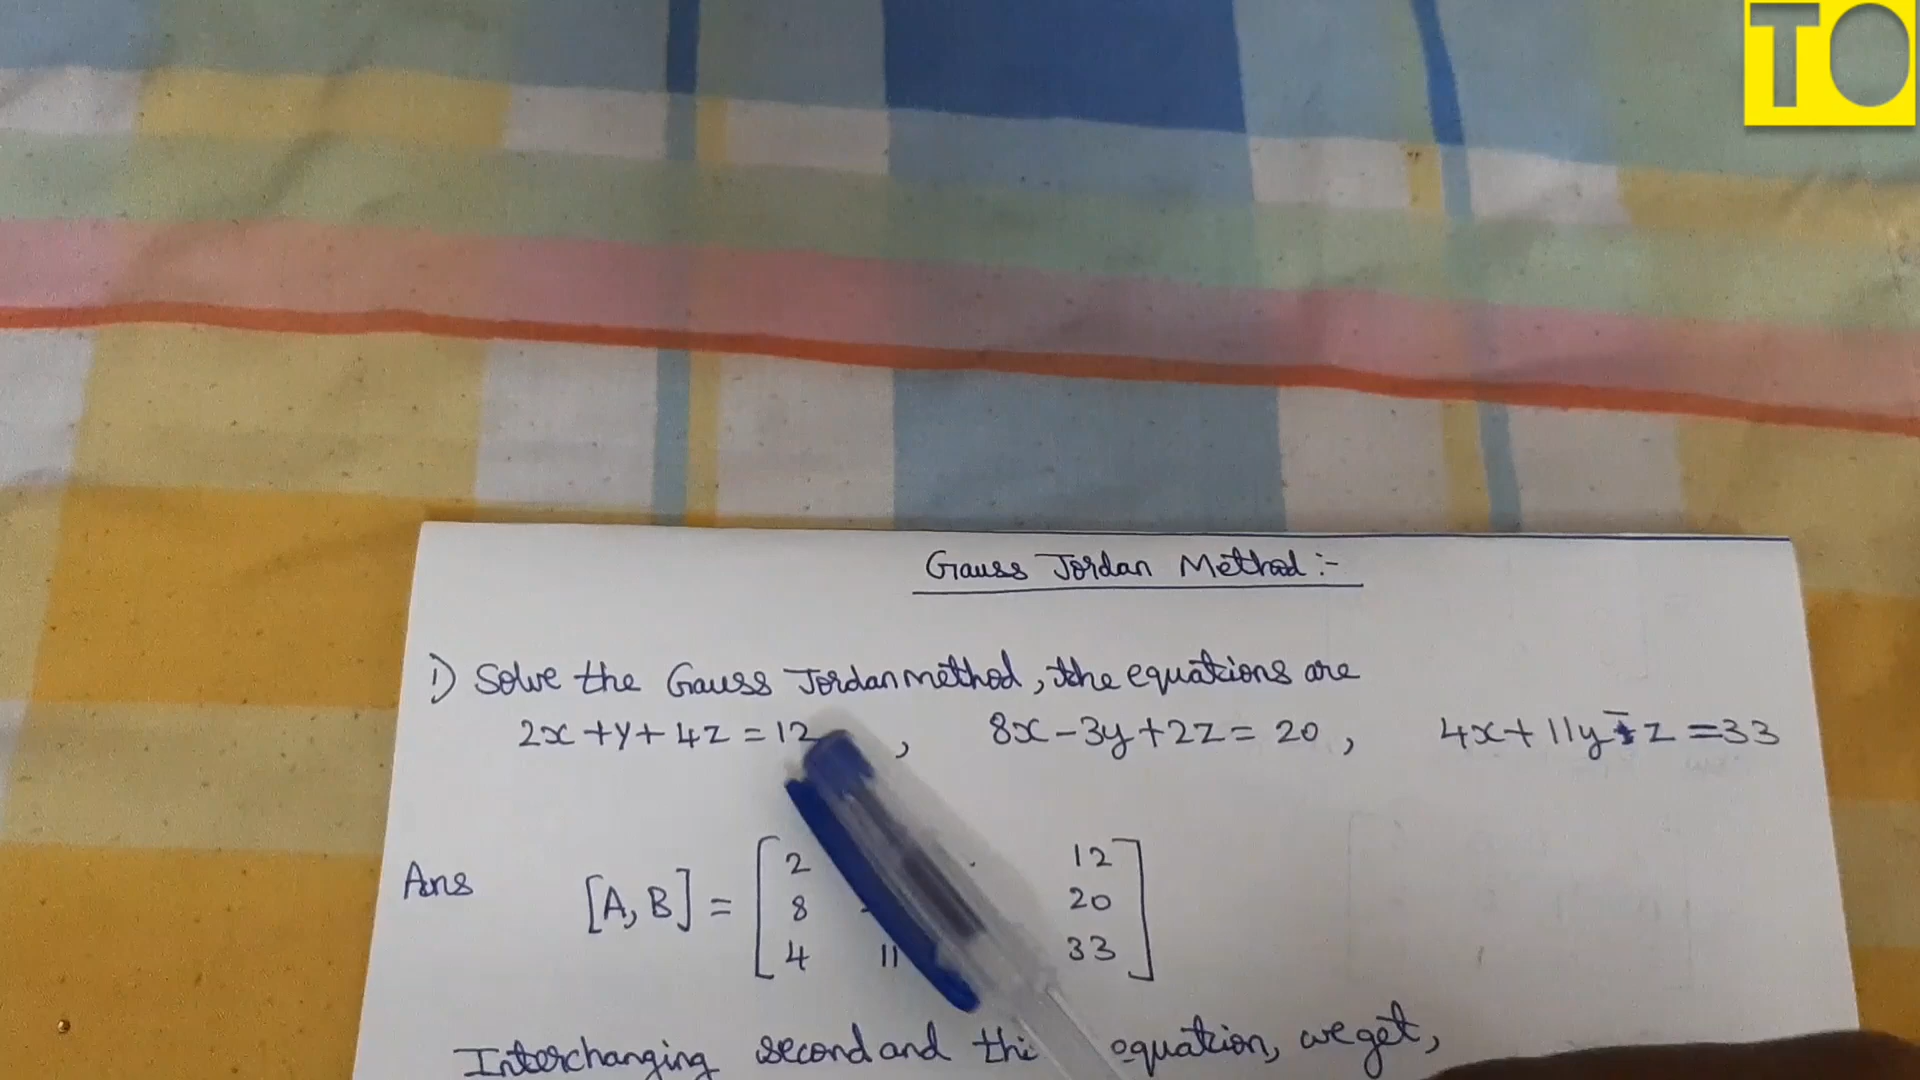 TO
Gauss Jordan Method :-
1) Solve the Gauss Jordan method, the equations are
2x + y + 4z = 12 , 8x - 3y + 2z = 20 , 4x + 11y - z = 33
2 12
Ans [A, B] = 8 20
4 11 33
Interchanging second and equation, we get,